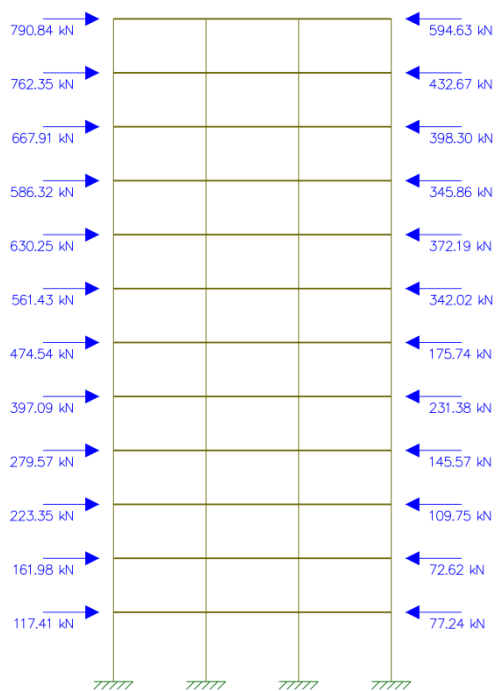 790.84 kN 594.63 kN
762.35 kN 432.67 kN
667.91 kN 398.30 kN
586.32 kN 345.86 kN
630.25 kN 372.19 kN
561.43 kN 342.02 kN
474.54 kN 175.74 kN
397.09 kN 231.38 kN
279.57 kN 145.57 kN
223.35 kN 109.75 kN
161.98 kN 72.62 kN
117.41 kN 77.24 kN